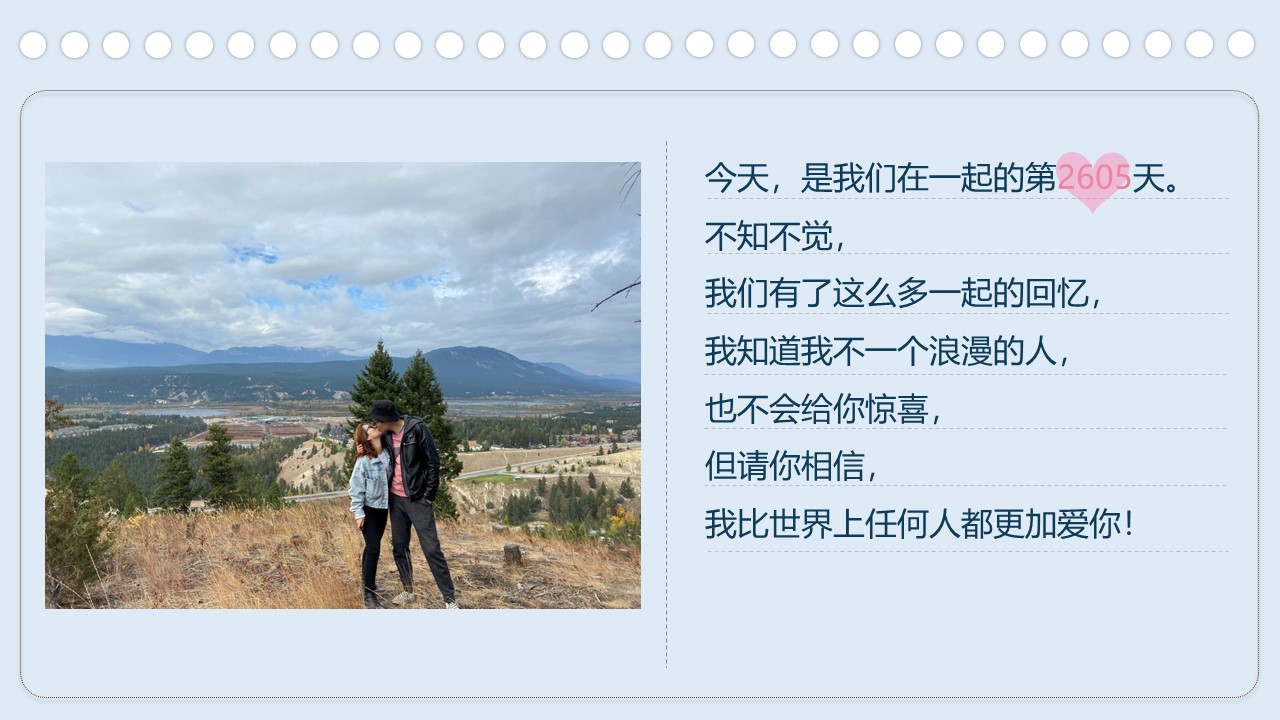 今天，是我们在一起的第2605天。
不知不觉，
我们有了这么多一起的回忆，
我知道我不一个浪漫的人，
也不会给你惊喜，
但请你相信，
我比世界上任何人都更加爱你！